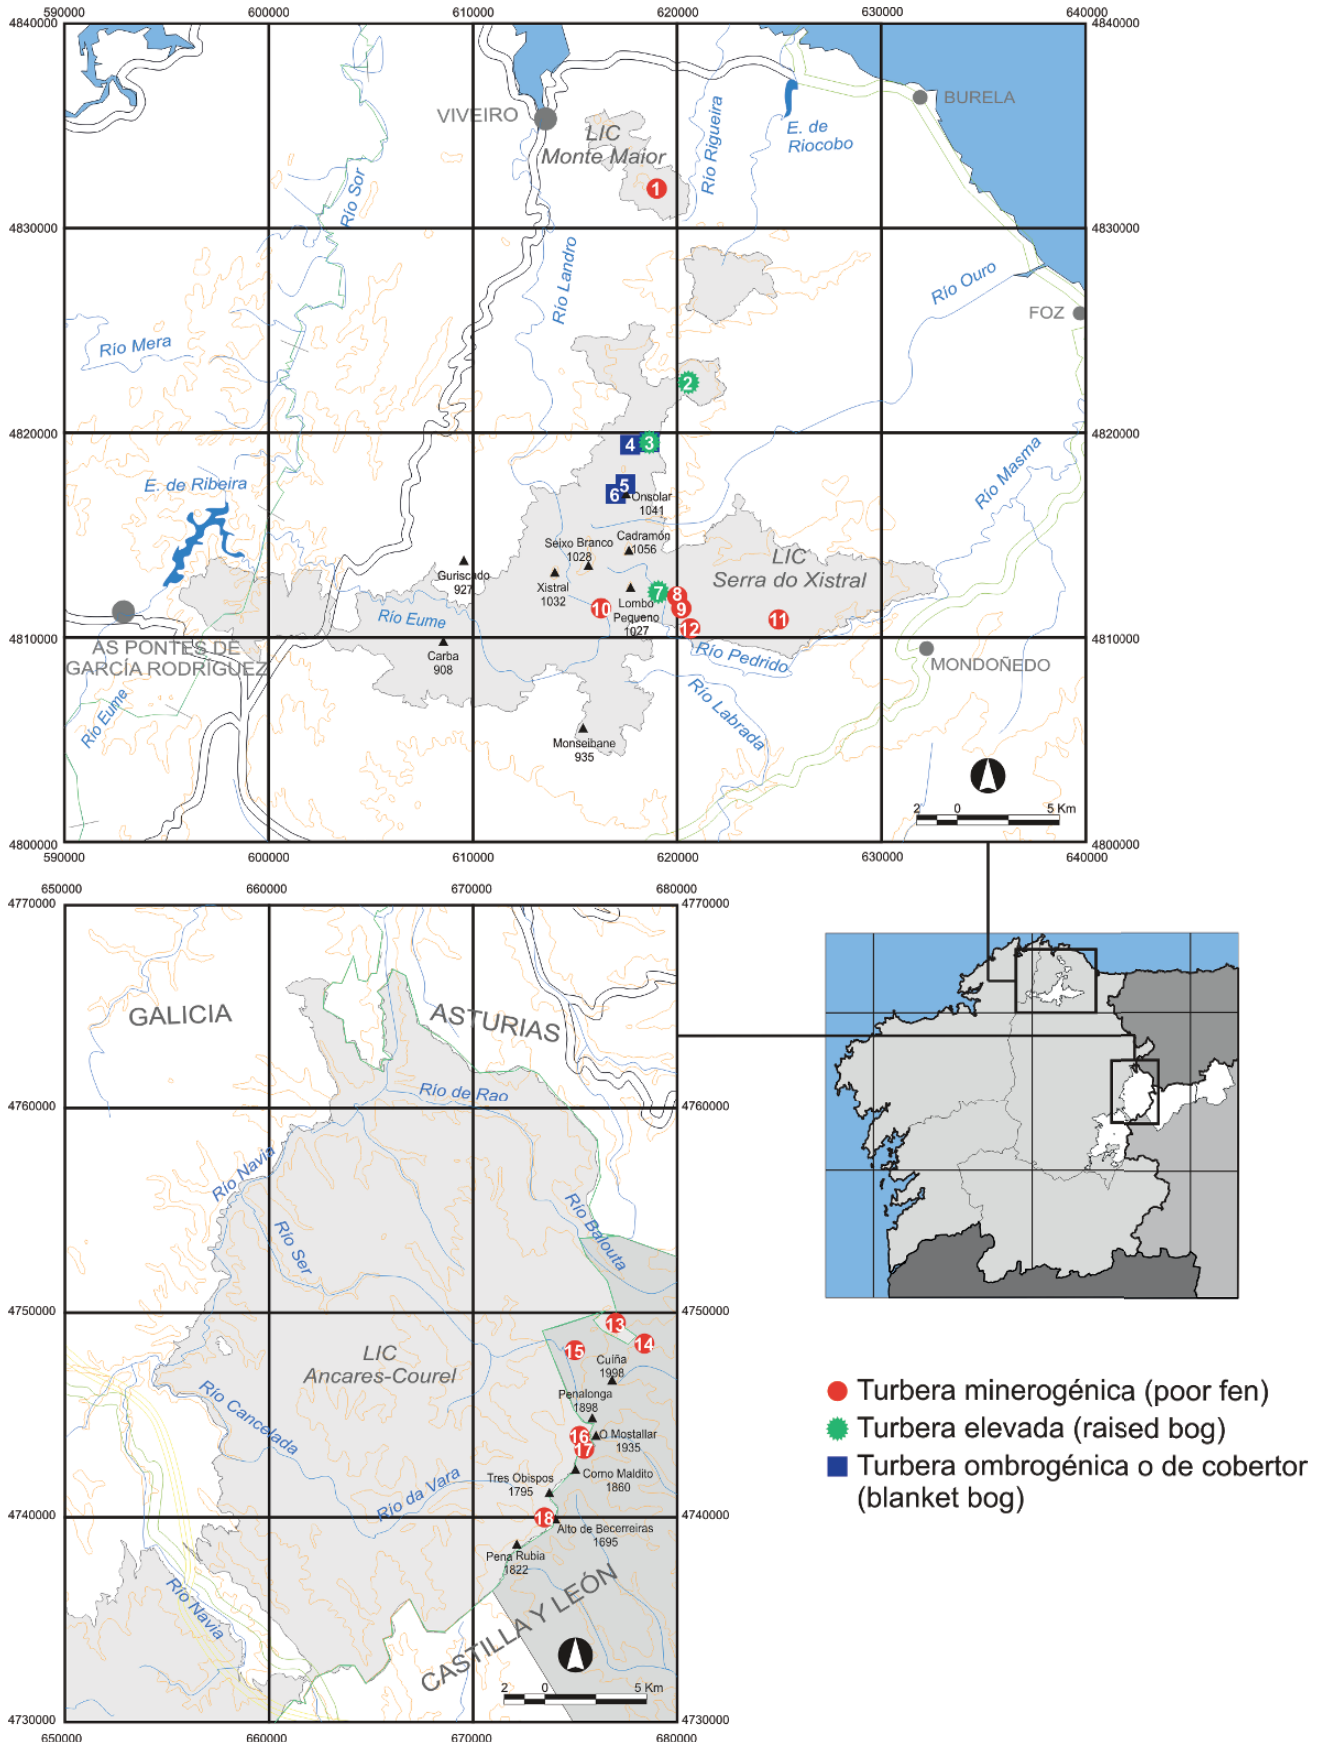 590000 600000 610000 620000 630000 640000
4840000 4840000
VIVEIRO
BURELA
LIC
Monte Maior
Río Rigueira
E. de
Riocobo
Río Sor
1
4830000 4830000
Río Landro
Río Ouro
FOZ
Río Mera
2
4820000 4820000
4 3
Río Masma
E. de Ribeira
5
6
Onsolar
1041
Cadramón
1056
Seixo Branco
1028
LIC
Serra do Xistral
Guriscado
927
Xistral
1032
7 8
9
10
Lombo
Pequeno
1027
11
12
Río Eume
4810000 4810000
AS PONTES DE
GARCÍA RODRÍGUEZ
Carba
908
Río Pedrido
MONDOÑEDO
Río Eume
Río Labrada
Monseibane
935
2 0 5 Km
4800000 4800000
590000 600000 610000 620000 630000 640000
650000 660000 670000 680000
4770000 4770000
GALICIA
ASTURIAS
Río de Rao
4760000 4760000
Río Navia
Río Ser
Río Balouta
4750000 4750000
13
14
15
LIC
Ancares-Courel
Cuíña
1998
Penalonga
1898
Río Cancelada
16
17
O Mostallar
1935
Corno Maldito
1860
Tres Obispos
1795
Río da Vara
4740000 4740000
18
Alto de Becerreiras
1695
Pena Rubia
1822
Río Navia
CASTILLA Y LEÓN
2 0 5 Km
4730000 4730000
650000 660000 670000 680000
Turbera minerogénica (poor fen)
Turbera elevada (raised bog)
Turbera ombrogénica o de cobertor
(blanket bog)